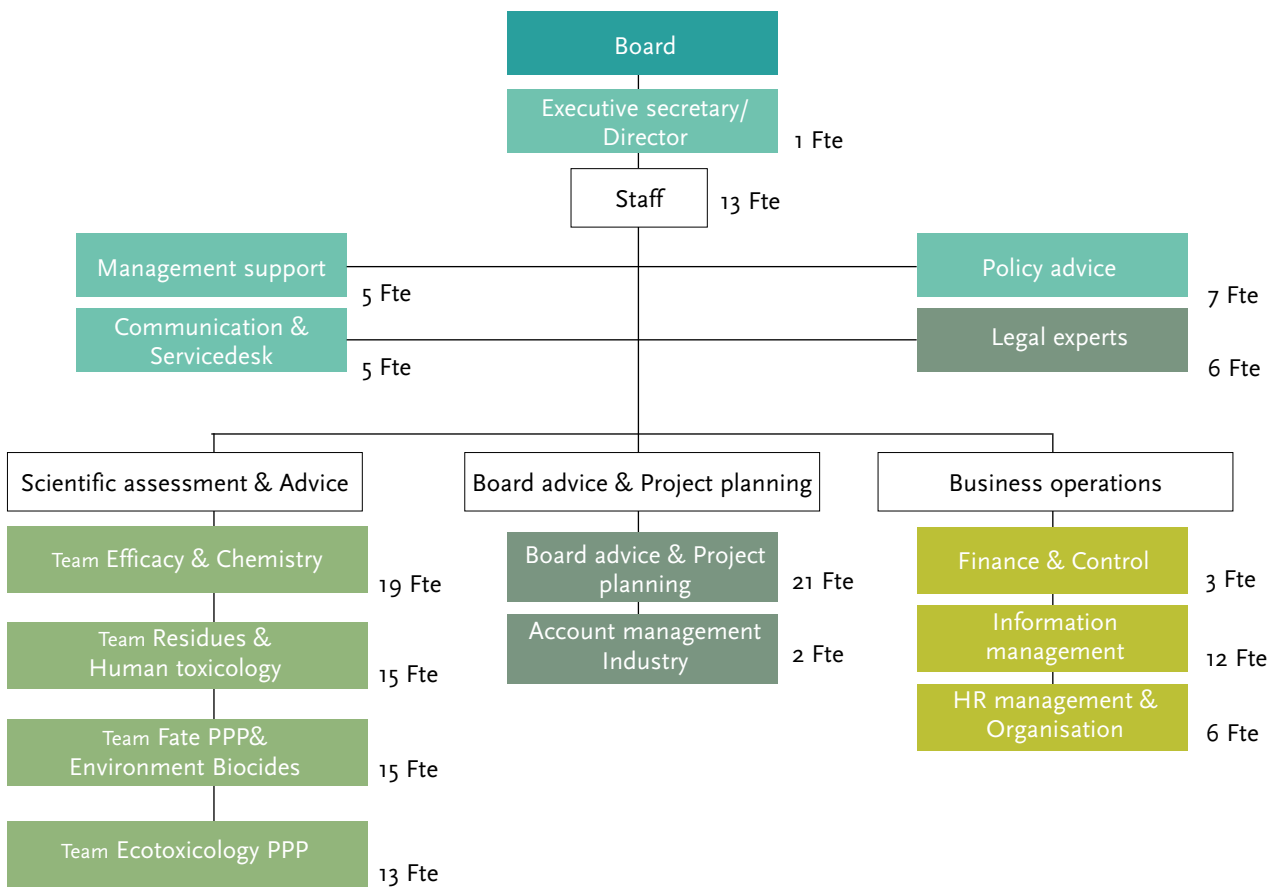 Board
Executive secretary/
Director
1 Fte
Staff
13 Fte
Management support
5 Fte
Policy advice
7 Fte
Communication &
Servicedesk
5 Fte
Legal experts
6 Fte
Scientific assessment & Advice
Team Efficacy & Chemistry
19 Fte
Team Residues &
Human toxicology
15 Fte
Team Fate PPP&
Environment Biocides
15 Fte
Team Ecotoxicology PPP
13 Fte
Board advice & Project planning
Board advice & Project
planning
21 Fte
Account management
Industry
2 Fte
Business operations
Finance & Control
3 Fte
Information
management
12 Fte
HR management &
Organisation
6 Fte